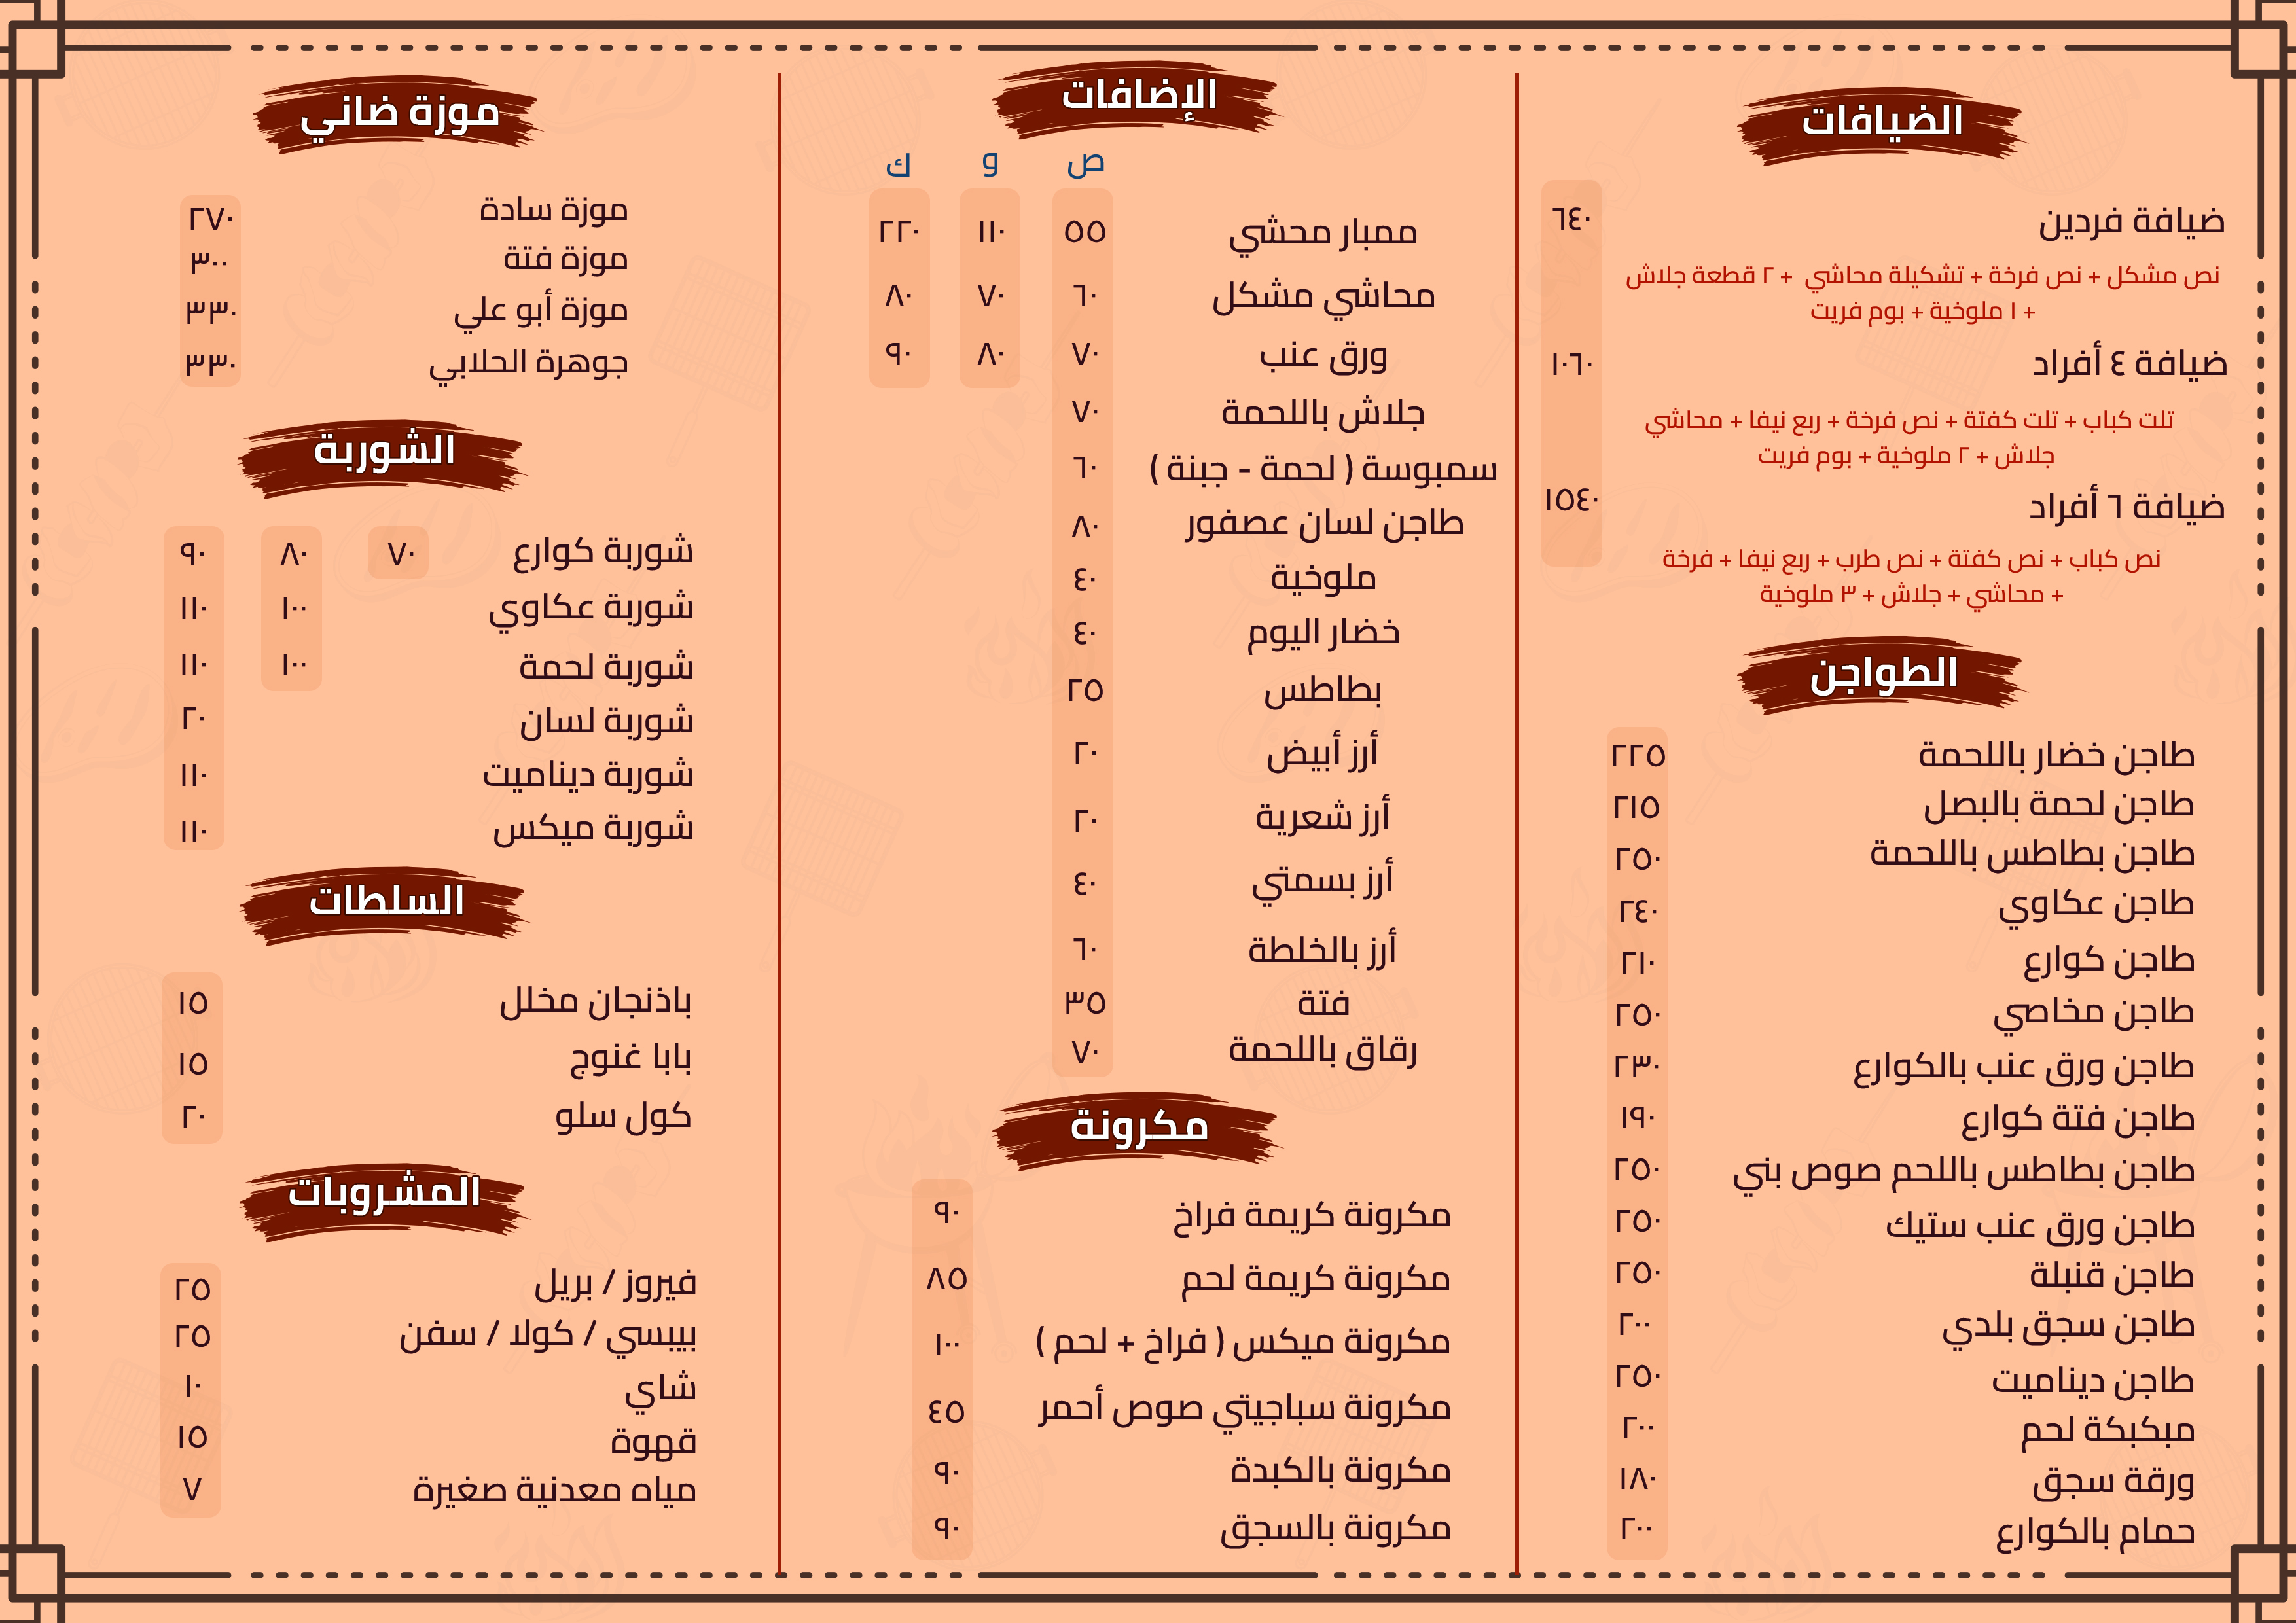 الضيافات
ضيافة فردين ٦٤٠
نص مشكل + نص فرخة + تشكيلة محاشي + ٢ قطعة جلاش
+ ١ ملوخية + بوم فريت
ضيافة ٤ أفراد ١٠٦٠
تلت كباب + تلت كفتة + نص فرخة + ربع نيفا + محاشي
جلاش + ٢ ملوخية + بوم فريت
ضيافة ٦ أفراد ١٥٤٠
نص كباب + نص كفتة + نص طرب + ربع نيفا + فرخة
+ محاشي + جلاش + ٣ ملوخية
الطواجن
طاجن خضار باللحمة ٢٢٥
طاجن لحمة بالبصل ٢١٥
طاجن بطاطس باللحمة ٢٥٠
طاجن عكاوي ٢٤٠
طاجن كوارع ٢١٠
طاجن مخاصي ٢٥٠
طاجن ورق عنب بالكوارع ٢٣٠
طاجن فتة كوارع ١٩٠
طاجن بطاطس باللحم صوص بني ٢٥٠
طاجن ورق عنب ستيك ٢٥٠
طاجن قنبلة ٢٥٠
طاجن سجق بلدي ٢٠٠
طاجن ديناميت ٢٥٠
مبكبكة لحم ٢٠٠
ورقة سجق ١٨٠
حمام بالكوارع ٢٠٠
الإضافات
ص و ك
ممبار محشي ٥٥ ١١٠ ٢٢٠
محاشي مشكل ٦٠ ٧٠ ٨٠
ورق عنب ٧٠ ٨٠ ٩٠
جلاش باللحمة ٧٠
سمبوسة ( لحمة - جبنة ) ٦٠
طاجن لسان عصفور ٨٠
ملوخية ٤٠
خضار اليوم ٤٠
بطاطس ٢٥
أرز أبيض ٢٠
أرز شعرية ٢٠
أرز بسمتي ٤٠
أرز بالخلطة ٦٠
فتة ٣٥
رقاق باللحمة ٧٠
مكرونة
مكرونة كريمة فراخ ٩٠
مكرونة كريمة لحم ٨٥
مكرونة ميكس ( فراخ + لحم ) ١٠٠
مكرونة سباجيتي صوص أحمر ٤٥
مكرونة بالكبدة ٩٠
مكرونة بالسجق ٩٠
موزة ضاني
موزة سادة ٢٧٠
موزة فتة ٣٠٠
موزة أبو علي ٣٣٠
جوهرة الحلابي ٣٣٠
الشوربة
شوربة كوارع ٧٠ ٨٠ ٩٠
شوربة عكاوي ١٠٠ ١١٠
شوربة لحمة ١٠٠ ١١٠
شوربة لسان ٢٠
شوربة ديناميت ١١٠
شوربة ميكس ١١٠
السلطات
باذنجان مخلل ١٥
بابا غنوج ١٥
كول سلو ٢٠
المشروبات
فيروز / بريل ٢٥
بيبسي / كولا / سفن ٢٥
شاي ١٠
قهوة ١٥
مياه معدنية صغيرة ٧